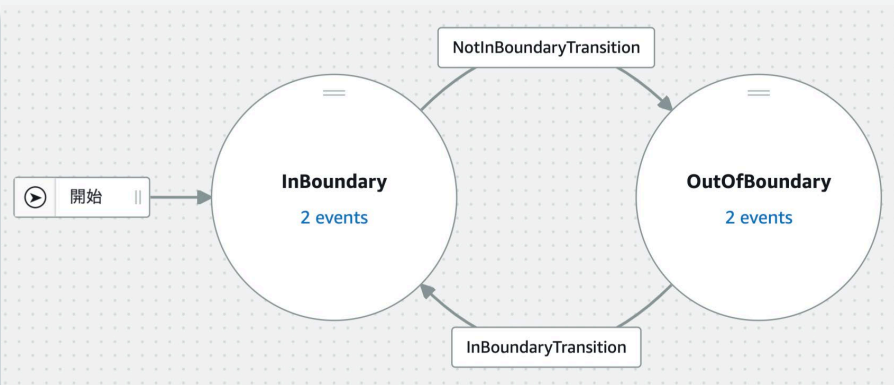 NotInBoundaryTransition
開始
InBoundary
2 events
OutOfBoundary
2 events
InBoundaryTransition